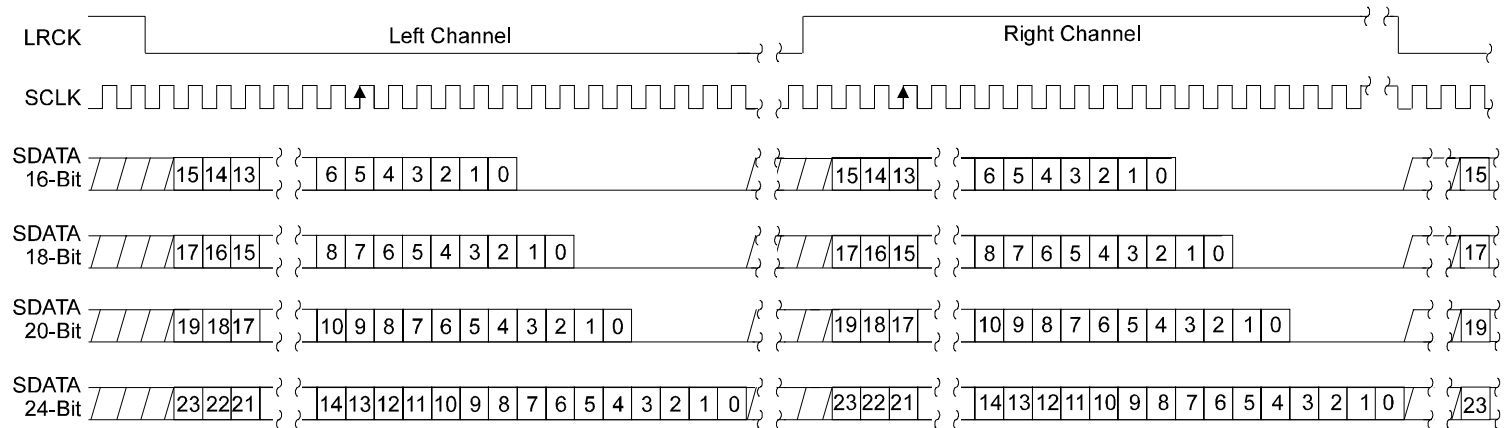 LRCK Left Channel Right Channel
SCLK
SDATA
16-Bit 15 14 13 6 5 4 3 2 1 0 15 14 13 6 5 4 3 2 1 0 15
SDATA
18-Bit 17 16 15 8 7 6 5 4 3 2 1 0 17 16 15 8 7 6 5 4 3 2 1 0 17
SDATA
20-Bit 19 18 17 10 9 8 7 6 5 4 3 2 1 0 19 18 17 10 9 8 7 6 5 4 3 2 1 0 19
SDATA
24-Bit 23 22 21 14 13 12 11 10 9 8 7 6 5 4 3 2 1 0 23 22 21 14 13 12 11 10 9 8 7 6 5 4 3 2 1 0 23